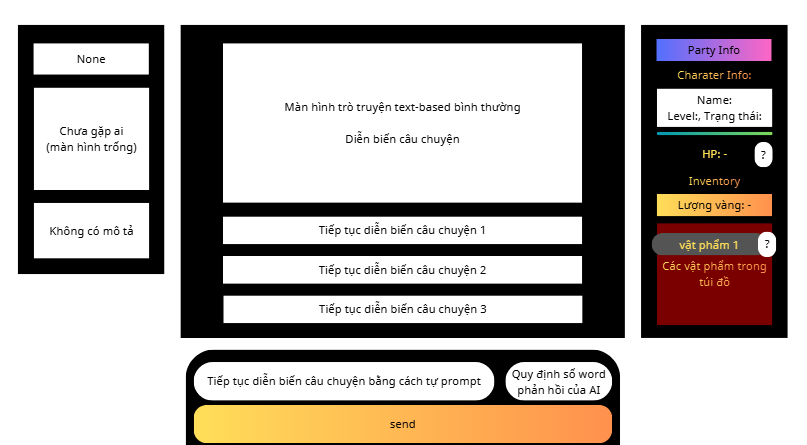 None
Chưa gặp ai
(màn hình trống)
Không có mô tả
Màn hình trò truyện text-based bình thường
Diễn biến câu chuyện
Tiếp tục diễn biến câu chuyện 1
Tiếp tục diễn biến câu chuyện 2
Tiếp tục diễn biến câu chuyện 3
Tiếp tục diễn biến câu chuyện bằng cách tự prompt
Quy định số word
phản hồi của AI
send
Party Info
Charater Info:
Name:
Level:, Trạng thái:
HP: -
?
Inventory
Lượng vàng: -
vật phẩm 1
?
Các vật phẩm trong
túi đồ